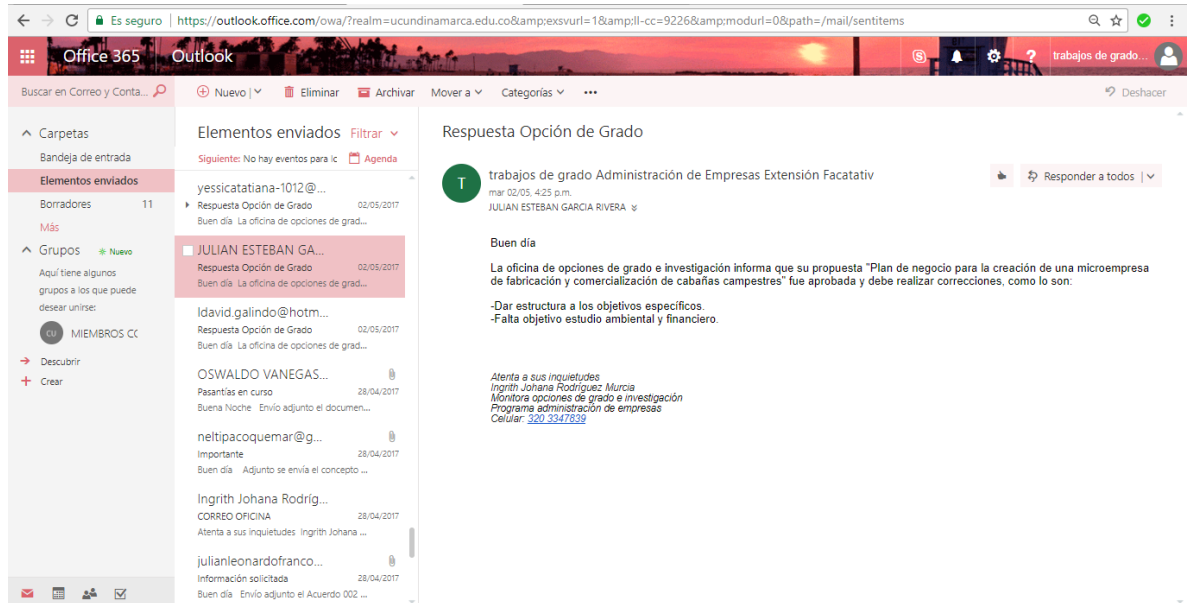 Es seguro | https://outlook.office.com/owa/?realm=ucundinamarca.edu.co&amp;exsvurl=1&amp;ll-cc=9226&amp;modurl=0&path=/mail/sentitems
Office 365 Outlook trabajos de grado...
Buscar en Correo y Conta... Nuevo | Eliminar Archivar Mover a Categorías ••• Deshacer
Carpetas
Bandeja de entrada
Elementos enviados
Borradores 11
Más
Grupos Nuevo
Aquí tiene algunos
grupos a los que puede
desear unirse:
CU MIEMBROS CC
Descubrir
Crear
Elementos enviados Filtrar
Siguiente: No hay eventos para lc Agenda
yessicatatiana-1012@...
Respuesta Opción de Grado 02/05/2017
Buen día La oficina de opciones de grad...
JULIAN ESTEBAN GA...
Respuesta Opción de Grado 02/05/2017
Buen día La oficina de opciones de grad...
ldavid.galindo@hotm...
Respuesta Opción de Grado 02/05/2017
Buen día La oficina de opciones de grad...
OSWALDO VANEGAS...
Pasantías en curso 28/04/2017
Buena Noche Envío adjunto el documen...
neltipacoquemar@g...
Importante 28/04/2017
Buen día Adjunto se envía el concepto ...
Ingrith Johana Rodríg...
CORREO OFICINA 28/04/2017
Atenta a sus inquietudes Ingrith Johana ...
julianleonardofranco...
Información solicitada 28/04/2017
Buen día Envío adjunto el Acuerdo 002 ...
Respuesta Opción de Grado
T
trabajos de grado Administración de Empresas Extensión Facatativ
mar 02/05, 4:25 p.m.
JULIAN ESTEBAN GARCIA RIVERA
Responder a todos |
Buen día
La oficina de opciones de grado e investigación informa que su propuesta "Plan de negocio para la creación de una microempresa
de fabricación y comercialización de cabañas campestres" fue aprobada y debe realizar correcciones, como lo son:
-Dar estructura a los objetivos específicos.
-Falta objetivo estudio ambiental y financiero.
Atenta a sus inquietudes
Ingrith Johana Rodríguez Murcia
Monitora opciones de grado e investigación
Programa administración de empresas
Celular: 320 3347839